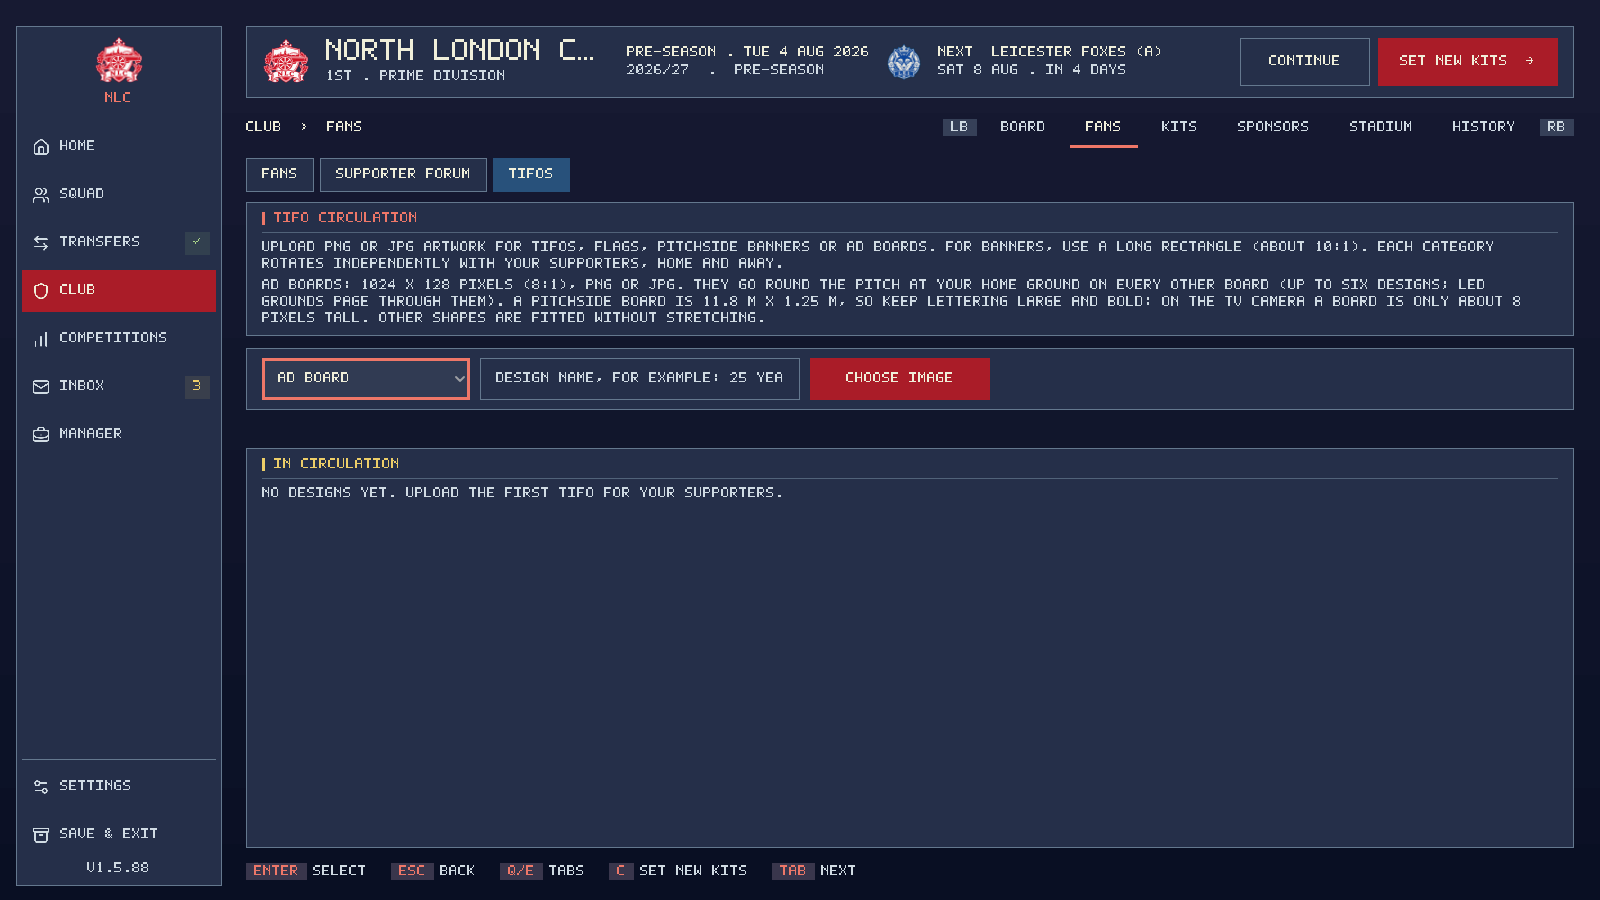 NLC
HOME
SQUAD
TRANSFERS
CLUB
COMPETITIONS
INBOX 3
MANAGER
SETTINGS
SAVE & EXIT
V1.5.88
NORTH LONDON C...
1ST . PRIME DIVISION
PRE-SEASON . TUE 4 AUG 2026
2026/27 . PRE-SEASON
NEXT LEICESTER FOXES (A)
SAT 8 AUG . IN 4 DAYS
CONTINUE
SET NEW KITS →
CLUB › FANS
LB BOARD FANS KITS SPONSORS STADIUM HISTORY RB
FANS SUPPORTER FORUM TIFOS
TIFO CIRCULATION
UPLOAD PNG OR JPG ARTWORK FOR TIFOS, FLAGS, PITCHSIDE BANNERS OR AD BOARDS. FOR BANNERS, USE A LONG RECTANGLE (ABOUT 10:1). EACH CATEGORY
ROTATES INDEPENDENTLY WITH YOUR SUPPORTERS, HOME AND AWAY.
AD BOARDS: 1024 X 128 PIXELS (8:1), PNG OR JPG. THEY GO ROUND THE PITCH AT YOUR HOME GROUND ON EVERY OTHER BOARD (UP TO SIX DESIGNS; LED
GROUNDS PAGE THROUGH THEM). A PITCHSIDE BOARD IS 11.8 M X 1.25 M, SO KEEP LETTERING LARGE AND BOLD: ON THE TV CAMERA A BOARD IS ONLY ABOUT 8
PIXELS TALL. OTHER SHAPES ARE FITTED WITHOUT STRETCHING.
AD BOARD
DESIGN NAME, FOR EXAMPLE: 25 YEA
CHOOSE IMAGE
IN CIRCULATION
NO DESIGNS YET. UPLOAD THE FIRST TIFO FOR YOUR SUPPORTERS.
ENTER SELECT ESC BACK Q/E TABS C SET NEW KITS TAB NEXT